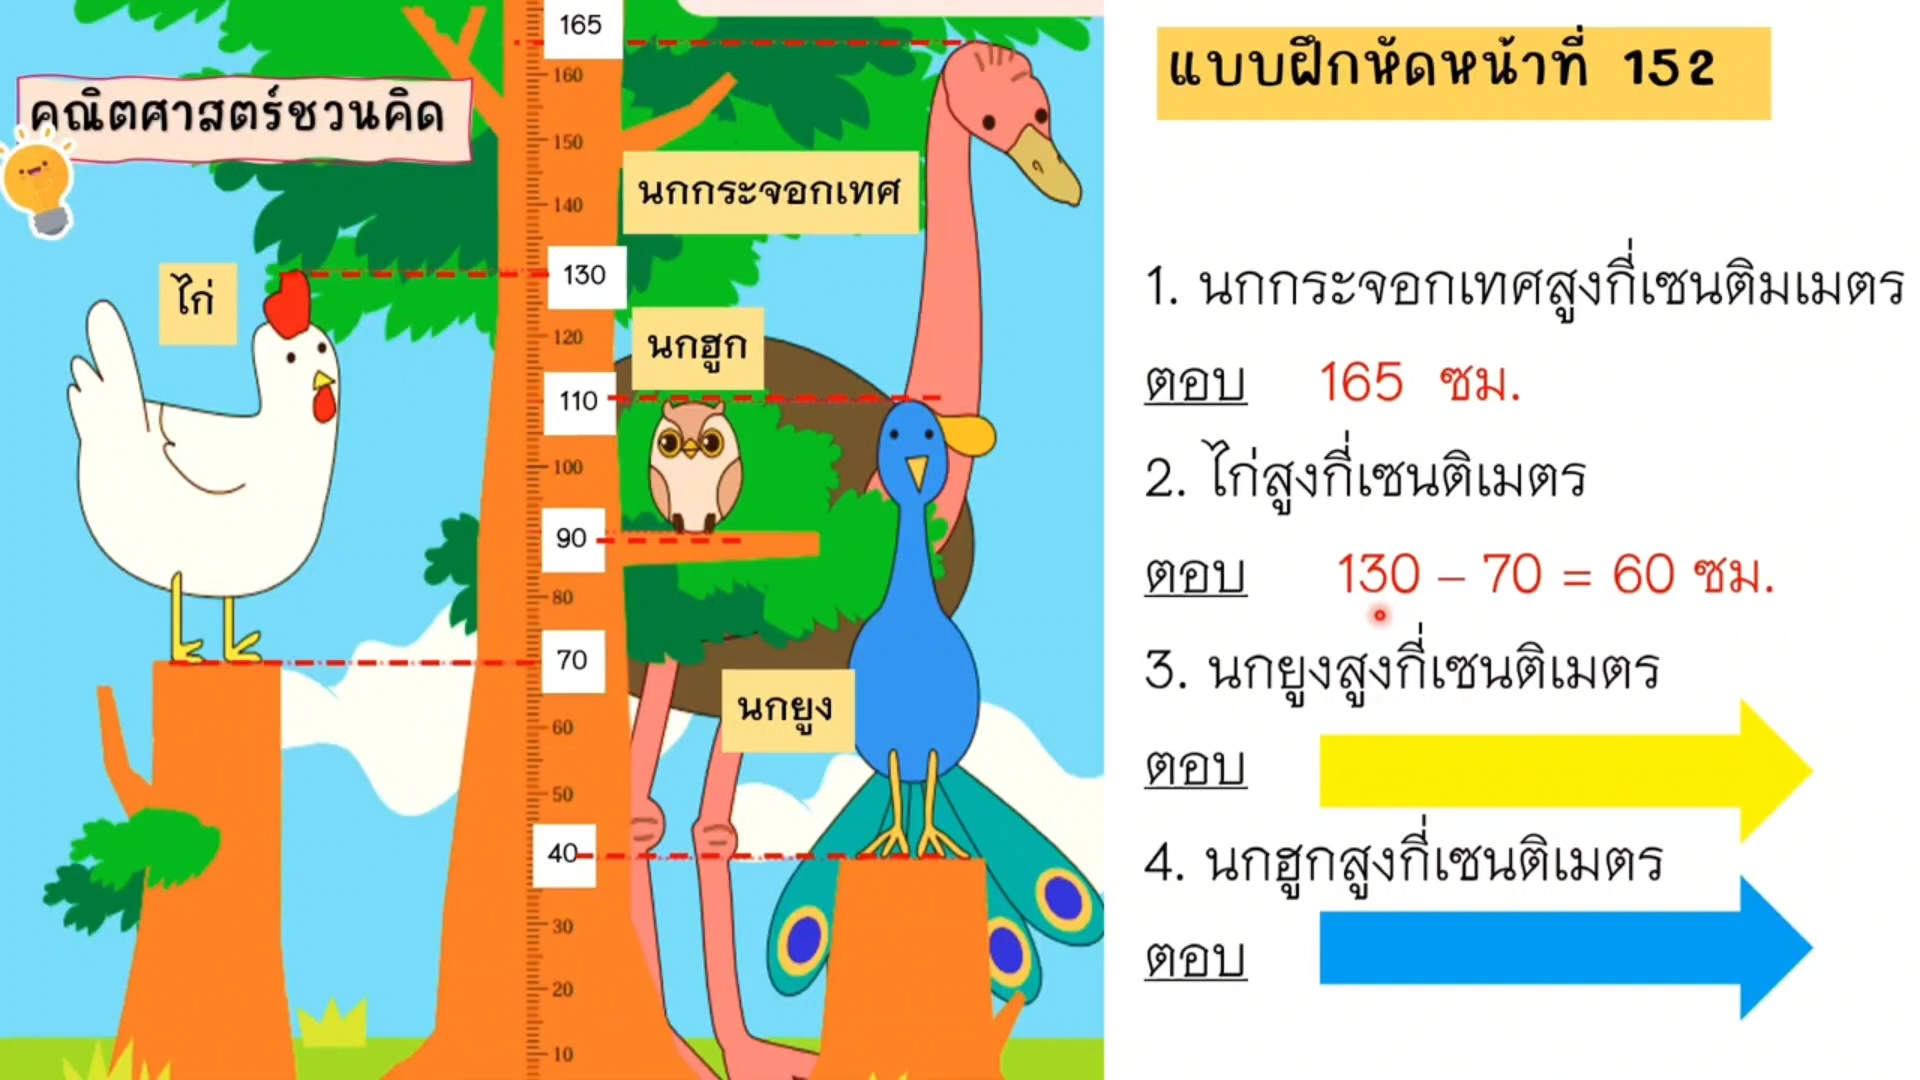 คณิตศาสตร์ชวนคิด
ไก่
นกกระจอกเทศ
นกฮูก
นกยูง
165
160
150
140
130
120
110
100
90
80
70
60
50
40
30
20
10
แบบฝึกหัดหน้าที่ 152
1. นกกระจอกเทศสูงกี่เซนติมเมตร
ตอบ 165 ซม.
2. ไก่สูงกี่เซนติเมตร
ตอบ 130 – 70 = 60 ซม.
3. นกยูงสูงกี่เซนติเมตร
ตอบ
4. นกฮูกสูงกี่เซนติเมตร
ตอบ